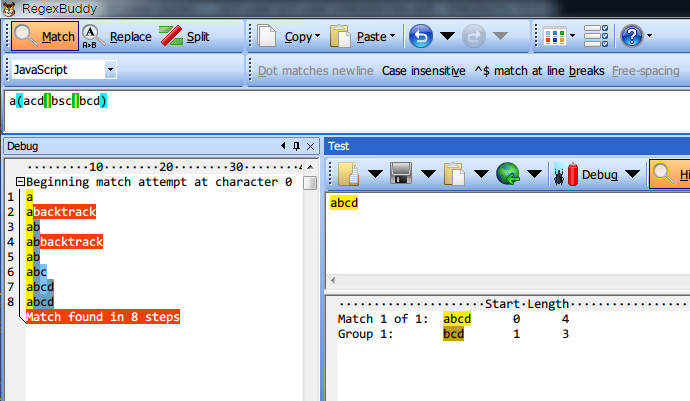 RegexBuddy
Match Replace Split Copy Paste
JavaScript Dot matches newline Case insensitive ^$ match at line breaks Free-spacing
a(acd|bsc|bcd)
Debug
·········10········20········30········4
Beginning match attempt at character 0
1 a
2 abacktrack
3 ab
4 abbacktrack
5 ab
6 abc
7 abcd
8 abcd
Match found in 8 steps
Test
Debug Hi
abcd
Start·Length
Match 1 of 1: abcd 0 4
Group 1: bcd 1 3